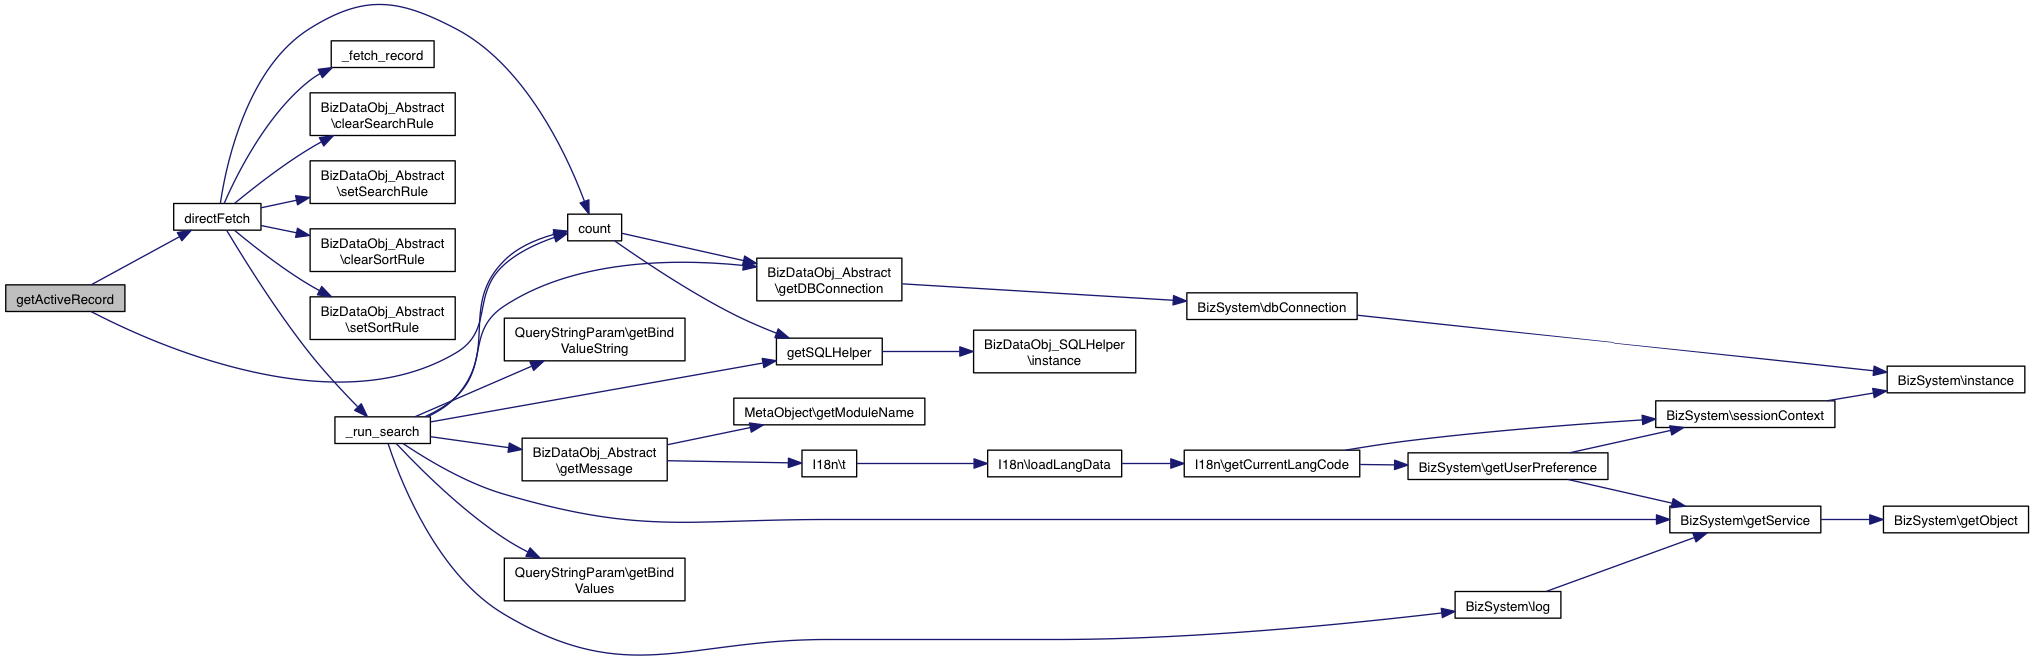 getActiveRecord
directFetch
_fetch_record
BizDataObj_Abstract
\clearSearchRule
BizDataObj_Abstract
\setSearchRule
BizDataObj_Abstract
\clearSortRule
BizDataObj_Abstract
\setSortRule
_run_search
count
QueryStringParam\getBind
ValueString
BizDataObj_Abstract
\getMessage
QueryStringParam\getBind
Values
BizDataObj_Abstract
\getDBConnection
getSQLHelper
MetaObject\getModuleName
I18n\t
BizDataObj_SQLHelper
\instance
I18n\loadLangData
BizSystem\dbConnection
I18n\getCurrentLangCode
BizSystem\getUserPreference
BizSystem\log
BizSystem\sessionContext
BizSystem\getService
BizSystem\instance
BizSystem\getObject